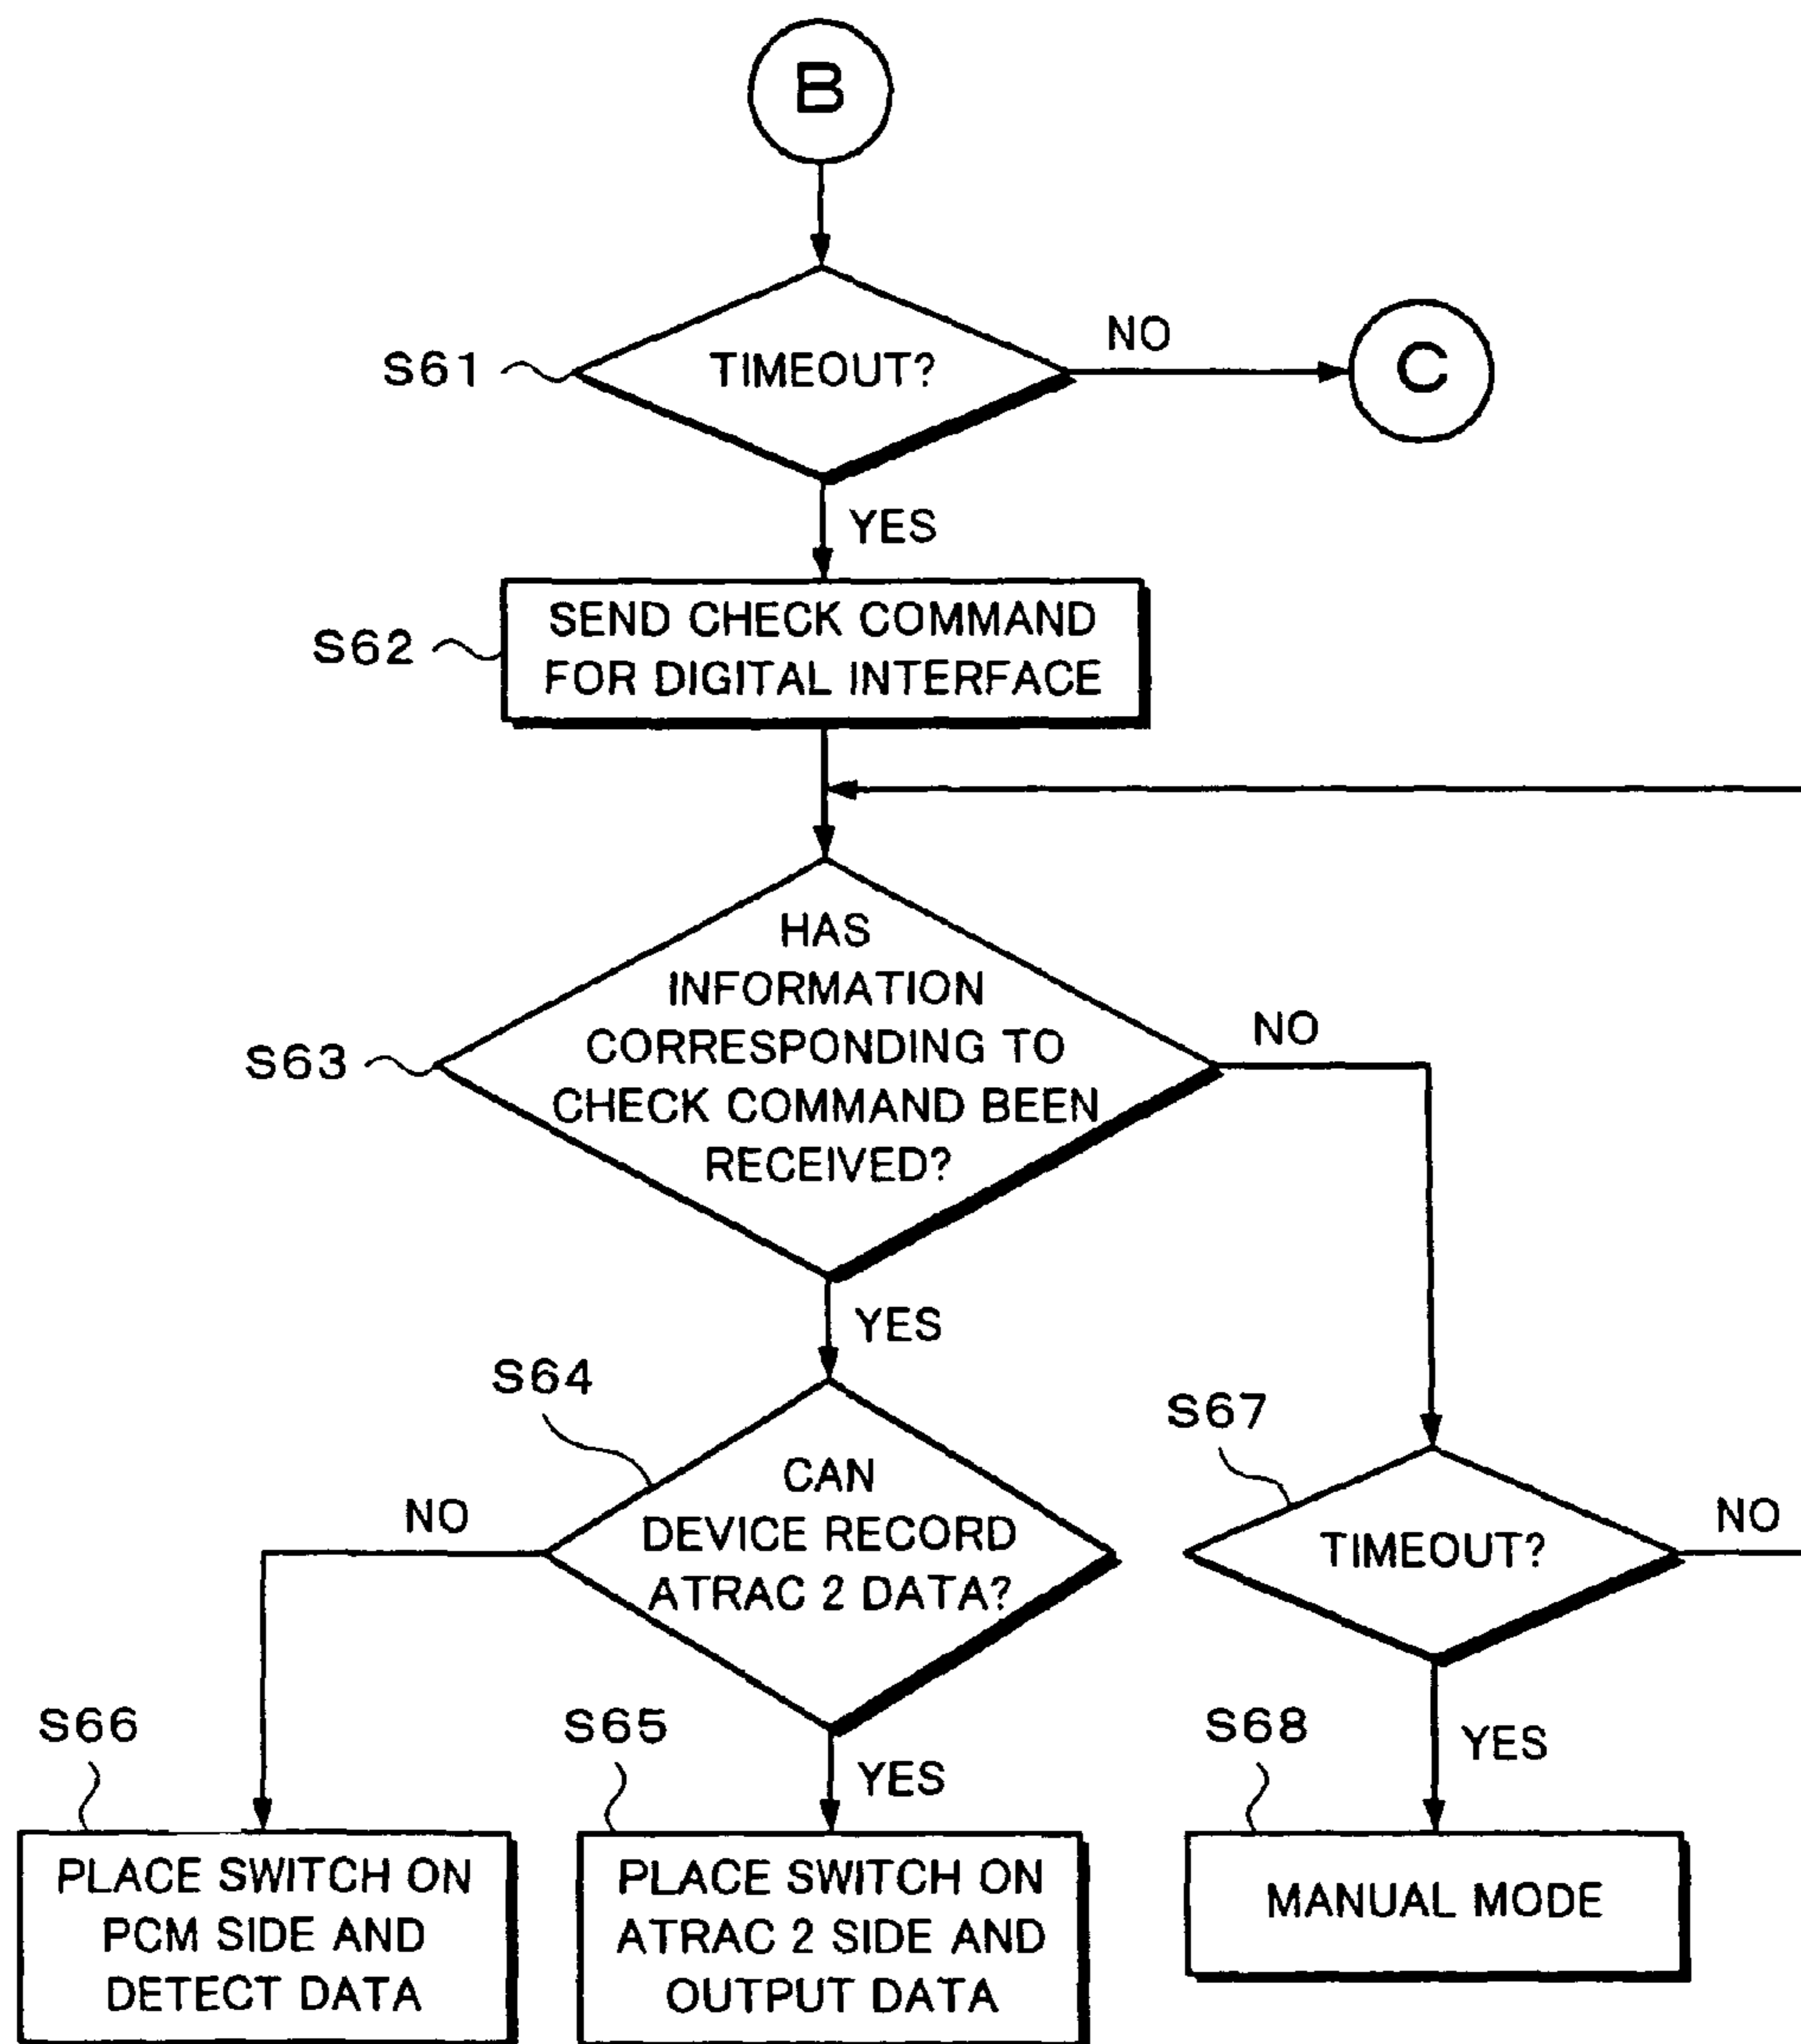 B
TIMEOUT?
S61
NO
C
YES
SEND CHECK COMMAND
FOR DIGITAL INTERFACE
S62
HAS
INFORMATION
CORRESPONDING TO
CHECK COMMAND BEEN
RECEIVED?
S63
NO
YES
S64
CAN
DEVICE RECORD
ATRAC 2 DATA?
NO
S67
TIMEOUT?
NO
S66
S65
YES
S68
YES
PLACE SWITCH ON
PCM SIDE AND
DETECT DATA
PLACE SWITCH ON
ATRAC 2 SIDE AND
OUTPUT DATA
MANUAL MODE